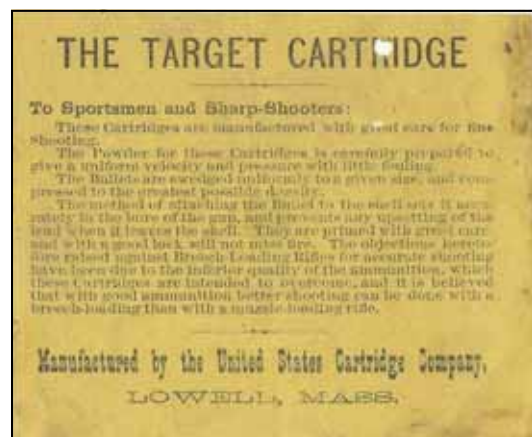 THE TARGET CARTRIDGE
To Sportsmen and Sharp-Shooters:
These Cartridges are manufactured with great care for fine
shooting.
The Powder for these Cartridges is carefully prepared to
give a uniform velocity and pressure with little fouling.
The Bullets are swedged uniformly to a given size, and com-
pressed to the greatest possible density.
The method of attaching the Bullet to the shell sets it accu-
rately in the bore of the gun, and prevents any upsetting of the
lead when it leaves the shell. They are primed with great care
and with a good lock will not miss fire. The objections hereto-
fore raised against Breech-Loading Rifles for accurate shooting
have been due to the inferior quality of the ammunition, which
these Cartridges are intended to overcome, and it is believed
that with good ammunition better shooting can be done with a
breech-loading than with a muzzle-loading rifle.
Manufactured by the United States Cartridge Company,
LOWELL, MASS.